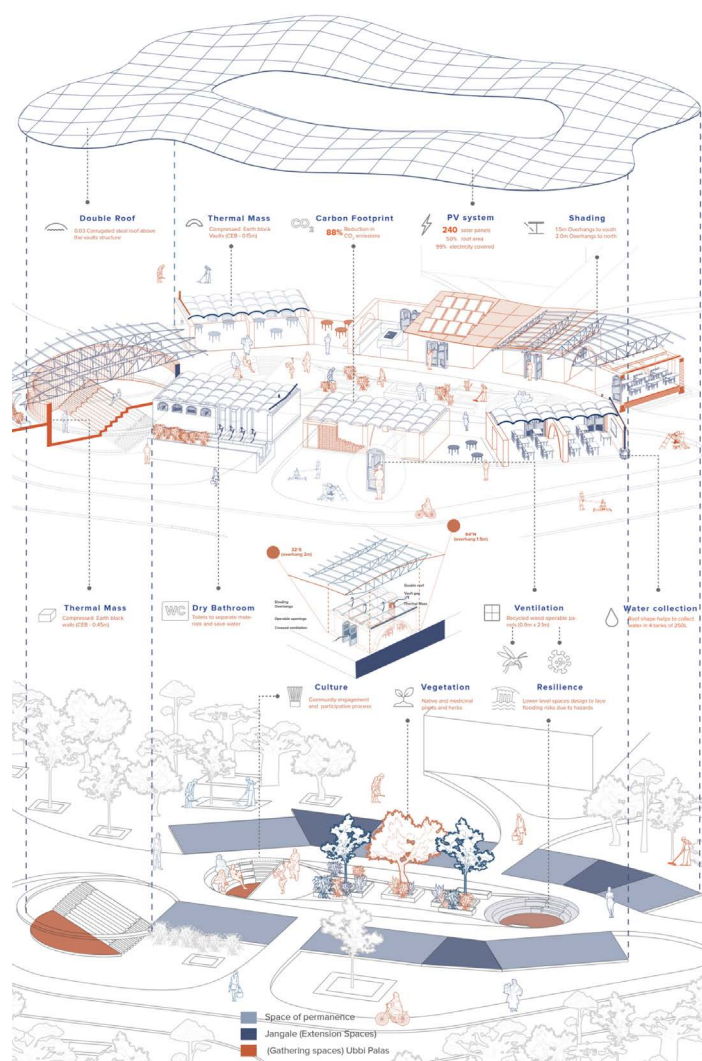 Double Roof
0.03 Corrugated steel roof above
the vaults structure
Thermal Mass
Compressed Earth block
Vaults (CEB - 0.15m)
CO2
Carbon Footprint
88% Reduction in
CO2 emissions
PV system
240 solar panels
50% roof area
99% electricity covered
Shading
1.5m Overhangs to south
2.0m Overhangs to north
(overhang 2m)
(overhang 1.5m)
Double roof
Vault gap
Thermal Mass
Shading
Overhangs
Openable openings
Crossed ventilation
Thermal Mass
Compressed Earth block
walls (CEB - 0.45m)
WC
Dry Bathroom
Toilets to separate mate-
rials and save water
Ventilation
Recycled wood operable pa-
nels (0.9m x 2.1m)
Water collection
Roof shape helps to collect
water in 4 tanks of 250L
Culture
Community engagement
and participation process
Vegetation
Native and medicinal
plants and herbs
Resilience
Lower level spaces design to face
flooding risks due to hazards
Space of permanence
Jangale (Extension Spaces)
(Gathering spaces) Ubbi Palas